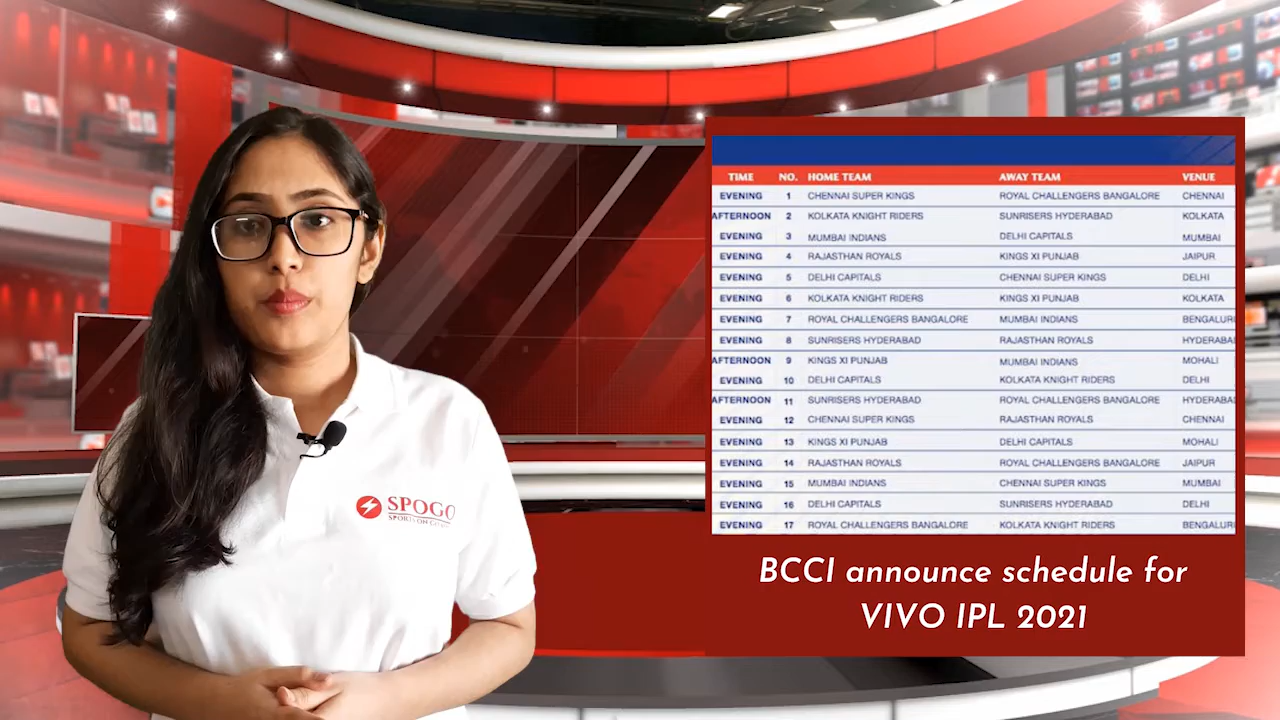 SPOGO
TIME NO. HOME TEAM AWAY TEAM VENUE
EVENING 1 CHENNAI SUPER KINGS ROYAL CHALLENGERS BANGALORE CHENNAI
AFTERNOON 2 KOLKATA KNIGHT RIDERS SUNRISERS HYDERABAD KOLKATA
EVENING 3 MUMBAI INDIANS DELHI CAPITALS MUMBAI
EVENING 4 RAJASTHAN ROYALS KINGS XI PUNJAB JAIPUR
EVENING 5 DELHI CAPITALS CHENNAI SUPER KINGS DELHI
EVENING 6 KOLKATA KNIGHT RIDERS KINGS XI PUNJAB KOLKATA
EVENING 7 ROYAL CHALLENGERS BANGALORE MUMBAI INDIANS BENGALUR
EVENING 8 SUNRISERS HYDERABAD RAJASTHAN ROYALS HYDERABA
AFTERNOON 9 KINGS XI PUNJAB MUMBAI INDIANS MOHALI
EVENING 10 DELHI CAPITALS KOLKATA KNIGHT RIDERS DELHI
AFTERNOON 11 SUNRISERS HYDERABAD ROYAL CHALLENGERS BANGALORE HYDERABA
EVENING 12 CHENNAI SUPER KINGS RAJASTHAN ROYALS CHENNAI
EVENING 13 KINGS XI PUNJAB DELHI CAPITALS MOHALI
EVENING 14 RAJASTHAN ROYALS ROYAL CHALLENGERS BANGALORE JAIPUR
EVENING 15 MUMBAI INDIANS CHENNAI SUPER KINGS MUMBAI
EVENING 16 DELHI CAPITALS SUNRISERS HYDERABAD DELHI
EVENING 17 ROYAL CHALLENGERS BANGALORE KOLKATA KNIGHT RIDERS BENGALUR
BCCI announce schedule for
VIVO IPL 2021